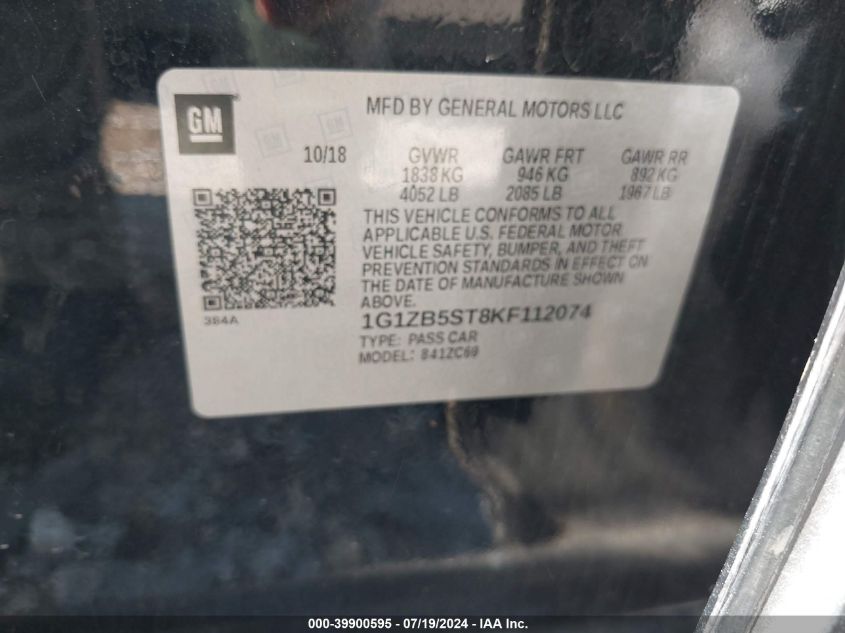 GM
MFD BY GENERAL MOTORS LLC
10/18 GVWR GAWR FRT GAWR RR
1838 KG 946 KG 892 KG
4052 LB 2085 LB 1967 LB
THIS VEHICLE CONFORMS TO ALL
APPLICABLE U.S. FEDERAL MOTOR
VEHICLE SAFETY, BUMPER, AND THEFT
PREVENTION STANDARDS IN EFFECT ON
THE DATE OF MANUFACTURE SHOWN
ABOVE.
384A
1G1ZB5ST8KF112074
TYPE: PASS CAR
MODEL: 841ZC69
000-39900595 - 07/19/2024 - IAA Inc.